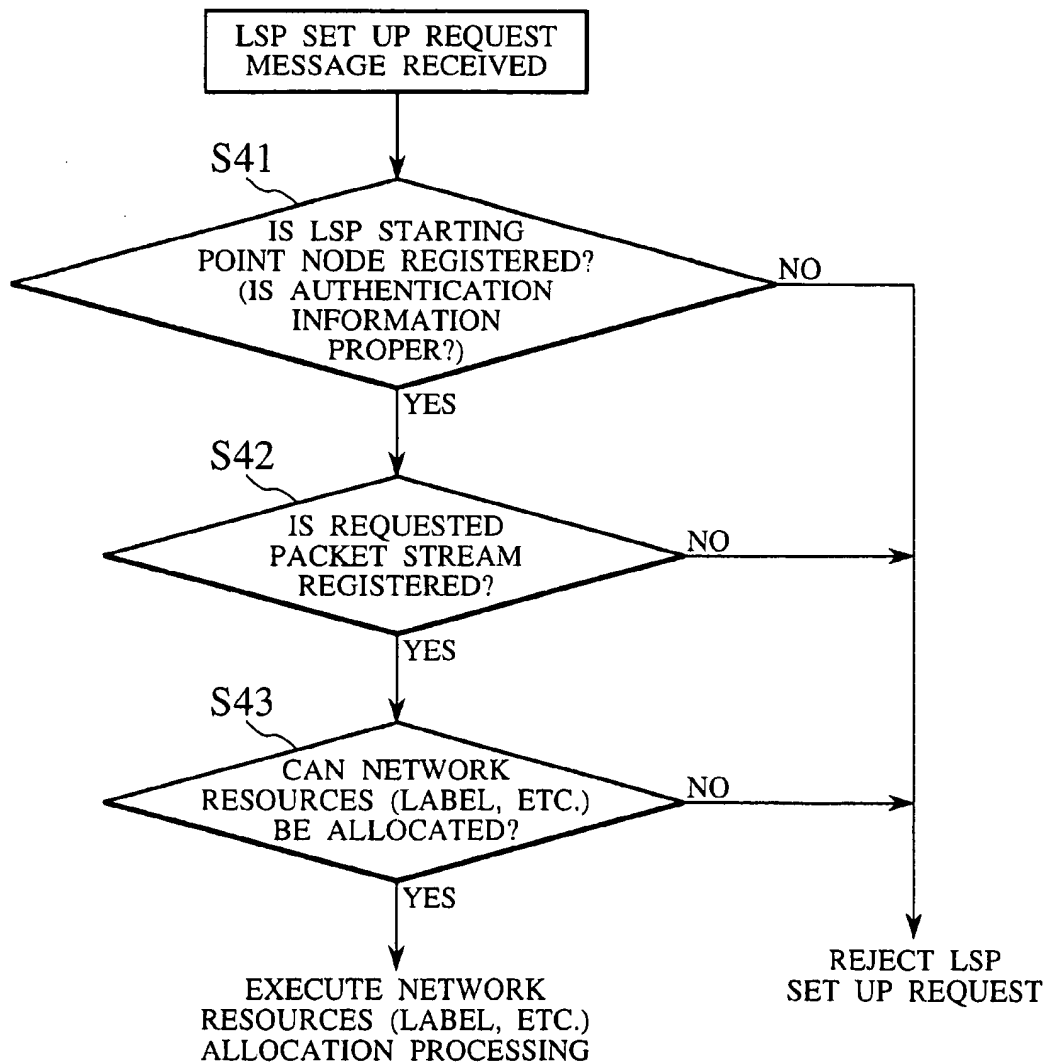 LSP SET UP REQUEST
MESSAGE RECEIVED
S41
IS LSP STARTING
POINT NODE REGISTERED?
(IS AUTHENTICATION
INFORMATION
PROPER?)
NO
YES
S42
IS REQUESTED
PACKET STREAM
REGISTERED?
NO
YES
S43
CAN NETWORK
RESOURCES (LABEL, ETC.)
BE ALLOCATED?
NO
YES
EXECUTE NETWORK
RESOURCES (LABEL, ETC.)
ALLOCATION PROCESSING
REJECT LSP
SET UP REQUEST